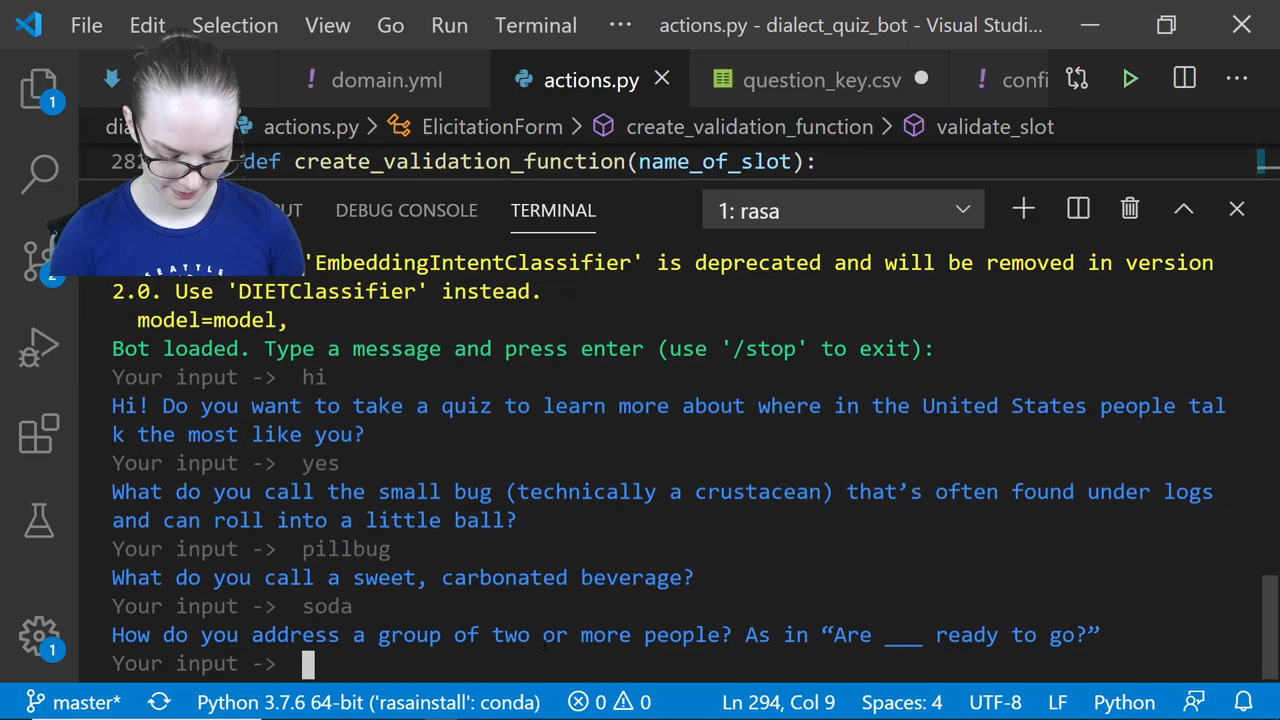 File Edit Selection View Go Run Terminal ··· actions.py - dialect_quiz_bot - Visual Studi...
! domain.yml actions.py question_key.csv ! confi
actions.py > ElicitationForm > create_validation_function > validate_slot
def create_validation_function(name_of_slot):
DEBUG CONSOLE TERMINAL 1: rasa
'EmbeddingIntentClassifier' is deprecated and will be removed in version
2.0. Use 'DIETClassifier' instead.
model=model,
Bot loaded. Type a message and press enter (use '/stop' to exit):
Your input -> hi
Hi! Do you want to take a quiz to learn more about where in the United States people tal
k the most like you?
Your input -> yes
What do you call the small bug (technically a crustacean) that’s often found under logs
and can roll into a little ball?
Your input -> pillbug
What do you call a sweet, carbonated beverage?
Your input -> soda
How do you address a group of two or more people? As in “Are ___ ready to go?”
Your input ->
master* Python 3.7.6 64-bit ('rasainstall': conda) 0 0 Ln 294, Col 9 Spaces: 4 UTF-8 LF Python
1
2
1
1
SEATTLE